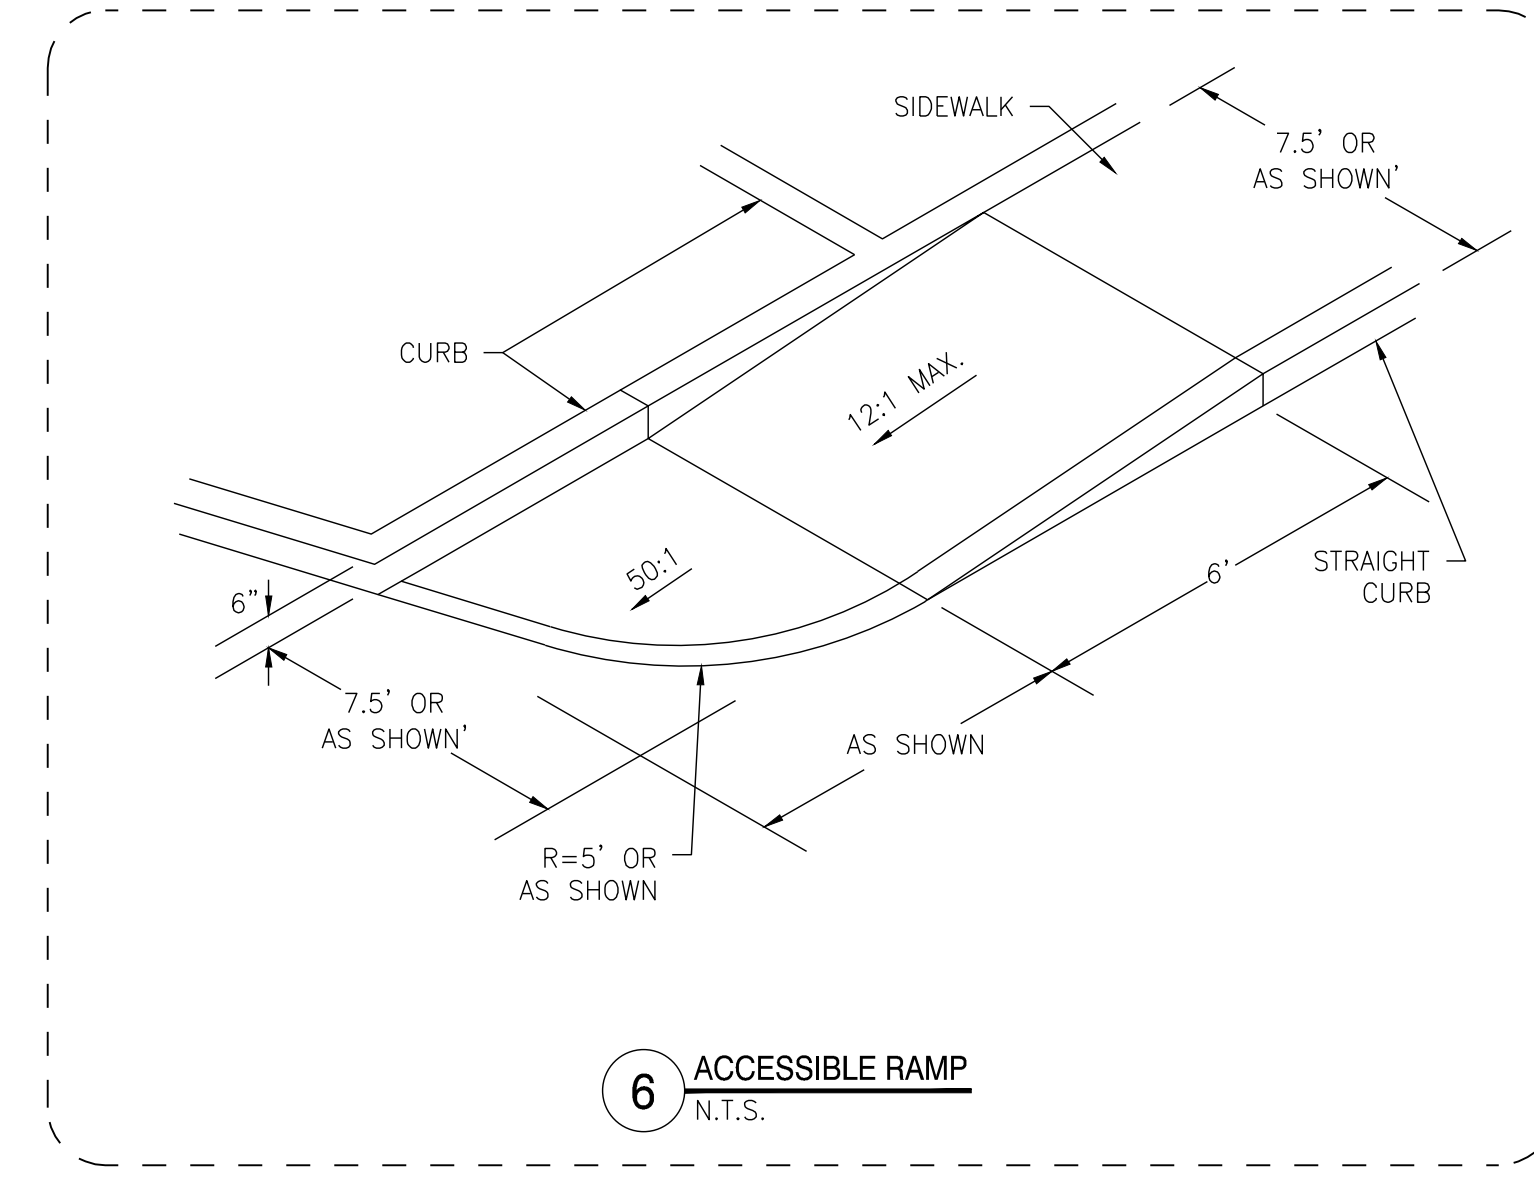 SIDEWALK
7.5' OR
AS SHOWN'
CURB
12:1 MAX.
50:1
6"
6'
STRAIGHT
CURB
7.5' OR
AS SHOWN'
AS SHOWN
R=5' OR
AS SHOWN
6
ACCESSIBLE RAMP
N.T.S.